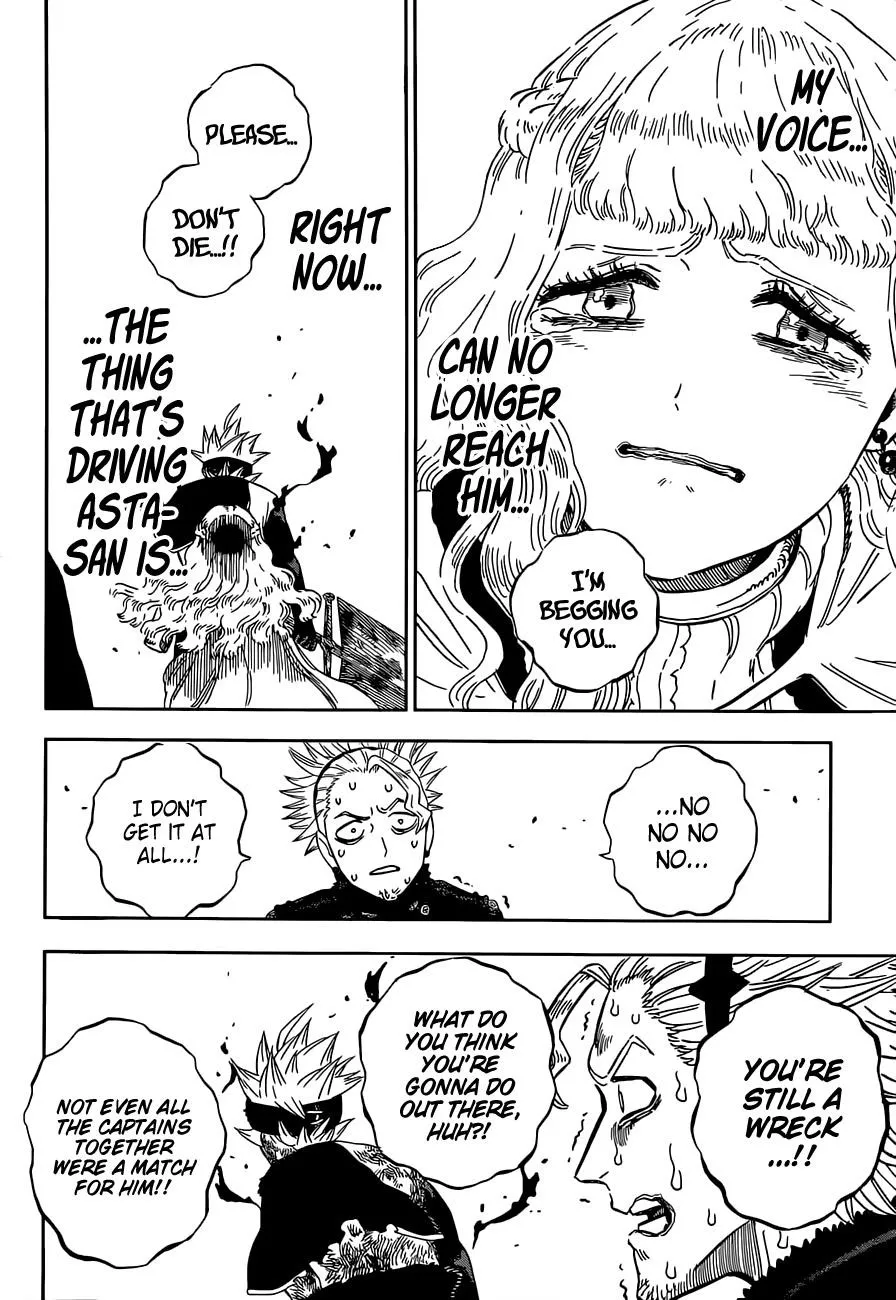 MY
VOICE...
CAN NO
LONGER
REACH
HIM...
I'M
BEGGING
YOU...
PLEASE...
DON'T
DIE...!!
RIGHT
NOW...
...THE
THING
THAT'S
DRIVING
ASTA-
SAN IS...
...NO
NO NO
NO...
I DON'T
GET IT AT
ALL...!
YOU'RE
STILL A
WRECK
...!!
WHAT DO
YOU THINK
YOU'RE
GONNA DO
OUT THERE,
HUH?!
NOT EVEN ALL
THE CAPTAINS
TOGETHER
WERE A MATCH
FOR HIM!!